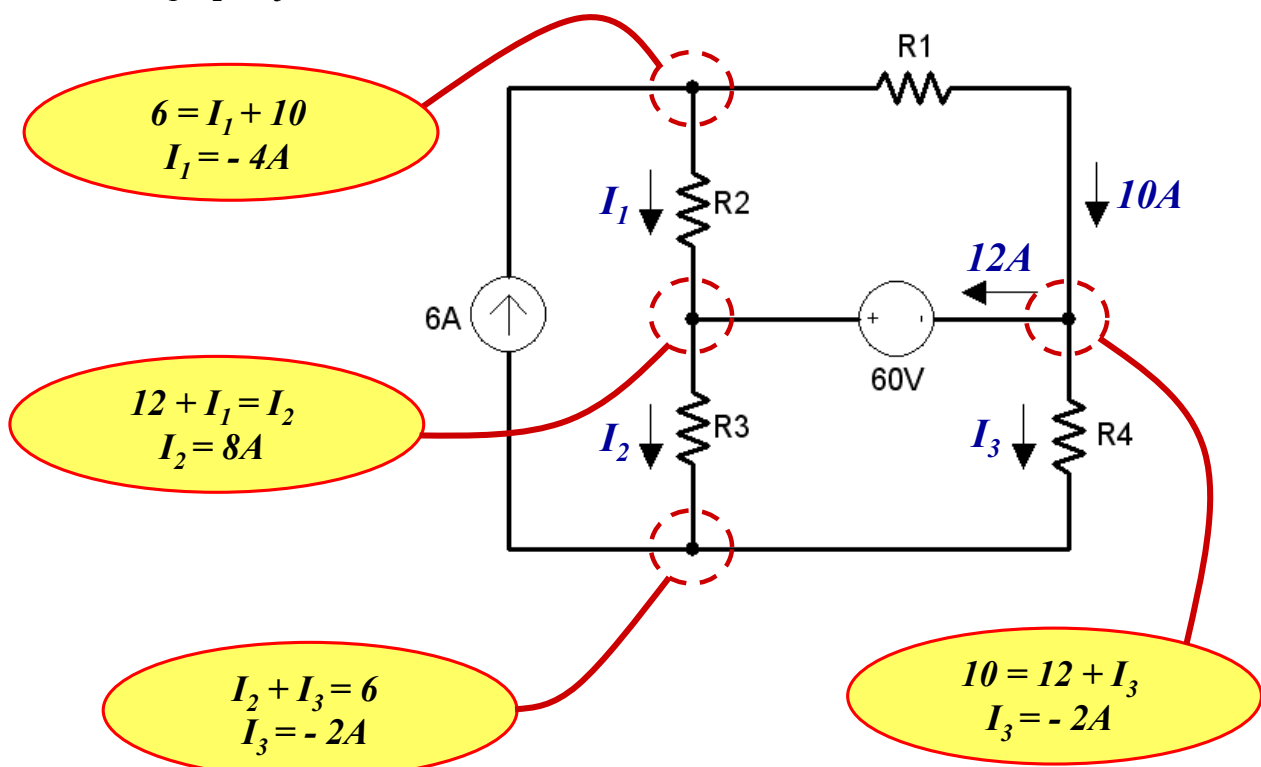 R1
6 = I₁ + 10
I₁ = - 4A
I₁
R2
10A
12A
6A
+ -
60V
12 + I₁ = I₂
I₂ = 8A
I₂
R3
I₃
R4
I₂ + I₃ = 6
I₃ = - 2A
10 = 12 + I₃
I₃ = - 2A